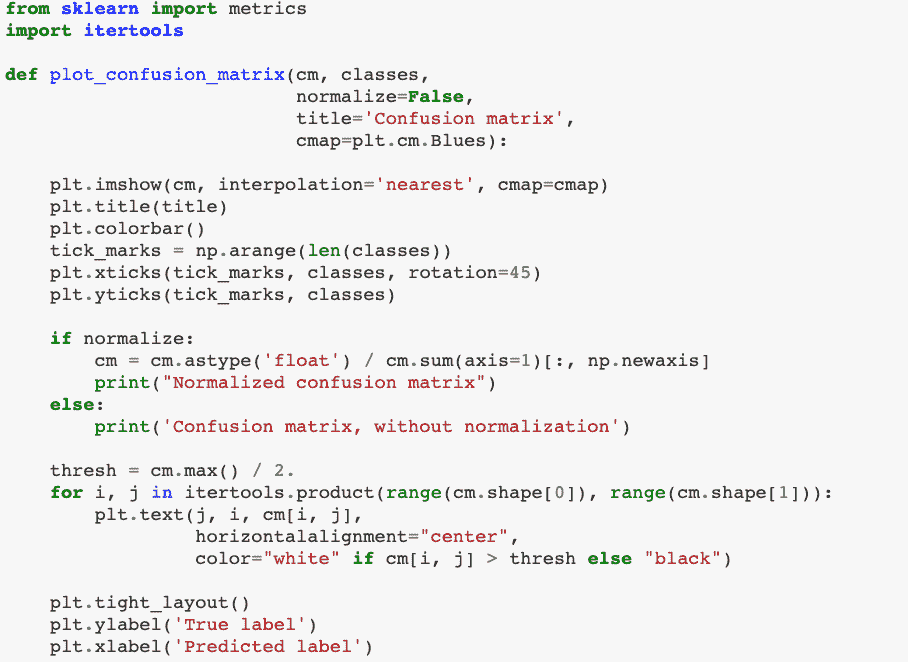 from sklearn import metrics
import itertools

def plot_confusion_matrix(cm, classes,
                          normalize=False,
                          title='Confusion matrix',
                          cmap=plt.cm.Blues):

    plt.imshow(cm, interpolation='nearest', cmap=cmap)
    plt.title(title)
    plt.colorbar()
    tick_marks = np.arange(len(classes))
    plt.xticks(tick_marks, classes, rotation=45)
    plt.yticks(tick_marks, classes)

    if normalize:
        cm = cm.astype('float') / cm.sum(axis=1)[:, np.newaxis]
        print("Normalized confusion matrix")
    else:
        print('Confusion matrix, without normalization')

    thresh = cm.max() / 2.
    for i, j in itertools.product(range(cm.shape[0]), range(cm.shape[1])):
        plt.text(j, i, cm[i, j],
                 horizontalalignment="center",
                 color="white" if cm[i, j] > thresh else "black")

    plt.tight_layout()
    plt.ylabel('True label')
    plt.xlabel('Predicted label')